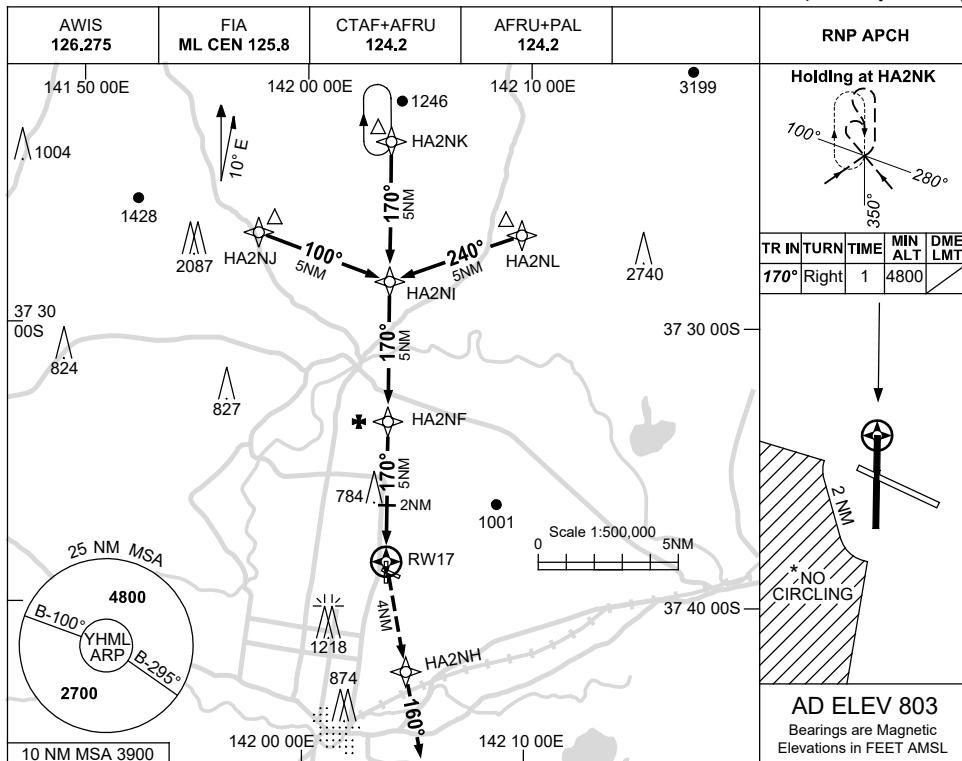 AWIS
126.275
FIA
ML CEN 125.8
CTAF+AFRU
124.2
AFRU+PAL
124.2
RNP APCH
141 50 00E
142 00 00E
142 10 00E
3199
1246
HA2NK
1004
10° E
1428
170°
5NM
2087
HA2NJ
100°
5NM
240°
5NM
HA2NL
2740
HA2NI
37 30
00S
37 30 00S
824
170°
5NM
827
HA2NF
170°
5NM
784
2NM
1001
Scale 1:500,000
0
5NM
RW17
25 NM MSA
4800
B-100°
YHML
ARP
B-295°
2700
4NM
1218
37 40 00S
HA2NH
874
160°
10 NM MSA 3900
142 00 00E
142 10 00E
Holding at HA2NK
100°
280°
350°
TR IN TURN TIME MIN ALT DME LMT
170° Right 1 4800
2 NM
*NO
CIRCLING
AD ELEV 803
Bearings are Magnetic
Elevations in FEET AMSL